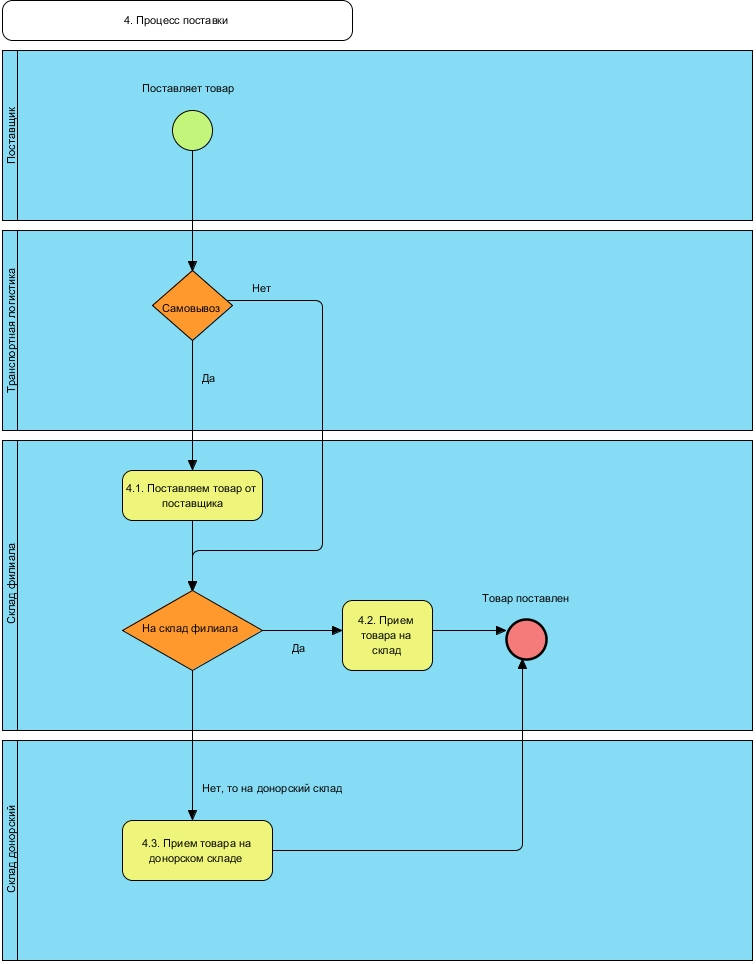 4. Процесс поставки
Поставщик
Поставляет товар
Транспортная логистика
Самовывоз
Нет
Да
Склад филиала
4.1. Поставляем товар от
поставщика
На склад филиала
Да
4.2. Прием
товара на
склад
Товар поставлен
Склад донорский
Нет, то на донорский склад
4.3. Прием товара на
донорском складе